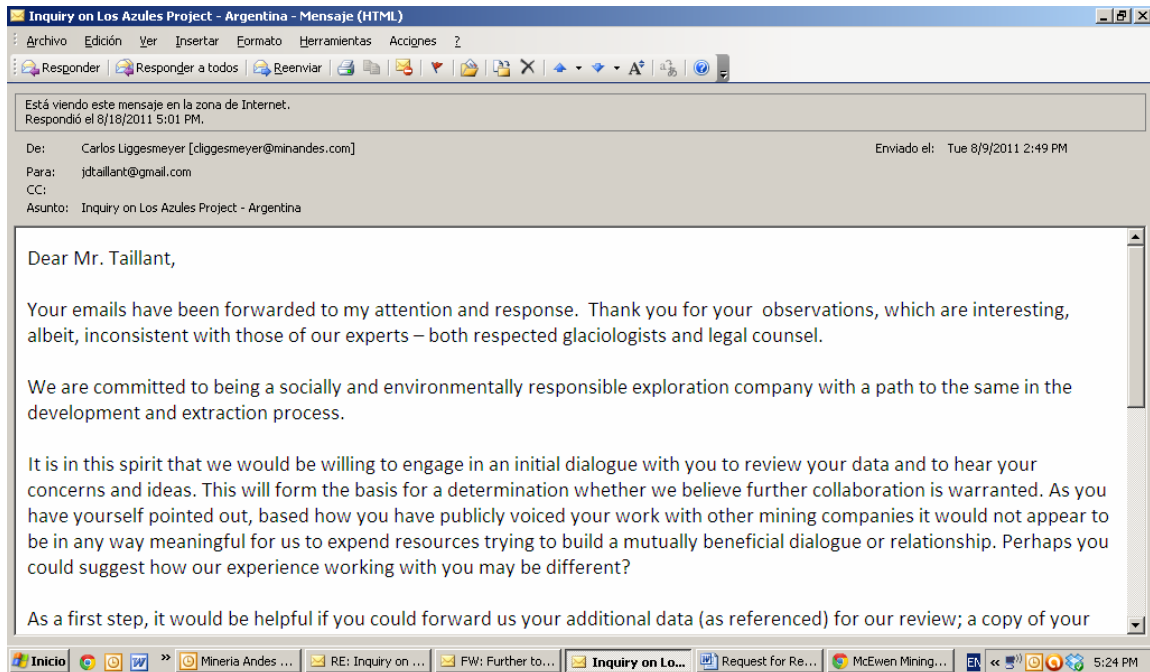 Inquiry on Los Azules Project - Argentina - Mensaje (HTML)
Archivo Edición Ver Insertar Formato Herramientas Acciones ?
Responder Responder a todos Reenviar
Está viendo este mensaje en la zona de Internet.
Respondió el 8/18/2011 5:01 PM.
De: Carlos Liggesmeyer [cliggesmeyer@minandes.com] Enviado el: Tue 8/9/2011 2:49 PM
Para: jdtaillant@gmail.com
CC:
Asunto: Inquiry on Los Azules Project - Argentina
Dear Mr. Taillant,
Your emails have been forwarded to my attention and response. Thank you for your observations, which are interesting,
albeit, inconsistent with those of our experts – both respected glaciologists and legal counsel.
We are committed to being a socially and environmentally responsible exploration company with a path to the same in the
development and extraction process.
It is in this spirit that we would be willing to engage in an initial dialogue with you to review your data and to hear your
concerns and ideas. This will form the basis for a determination whether we believe further collaboration is warranted. As you
have yourself pointed out, based how you have publicly voiced your work with other mining companies it would not appear to
be in any way meaningful for us to expend resources trying to build a mutually beneficial dialogue or relationship. Perhaps you
could suggest how our experience working with you may be different?
As a first step, it would be helpful if you could forward us your additional data (as referenced) for our review; a copy of your
Inicio » Mineria Andes ... RE: Inquiry on ... FW: Further to... Inquiry on Lo... Request for Re... McEwen Mining... EN « 5:24 PM